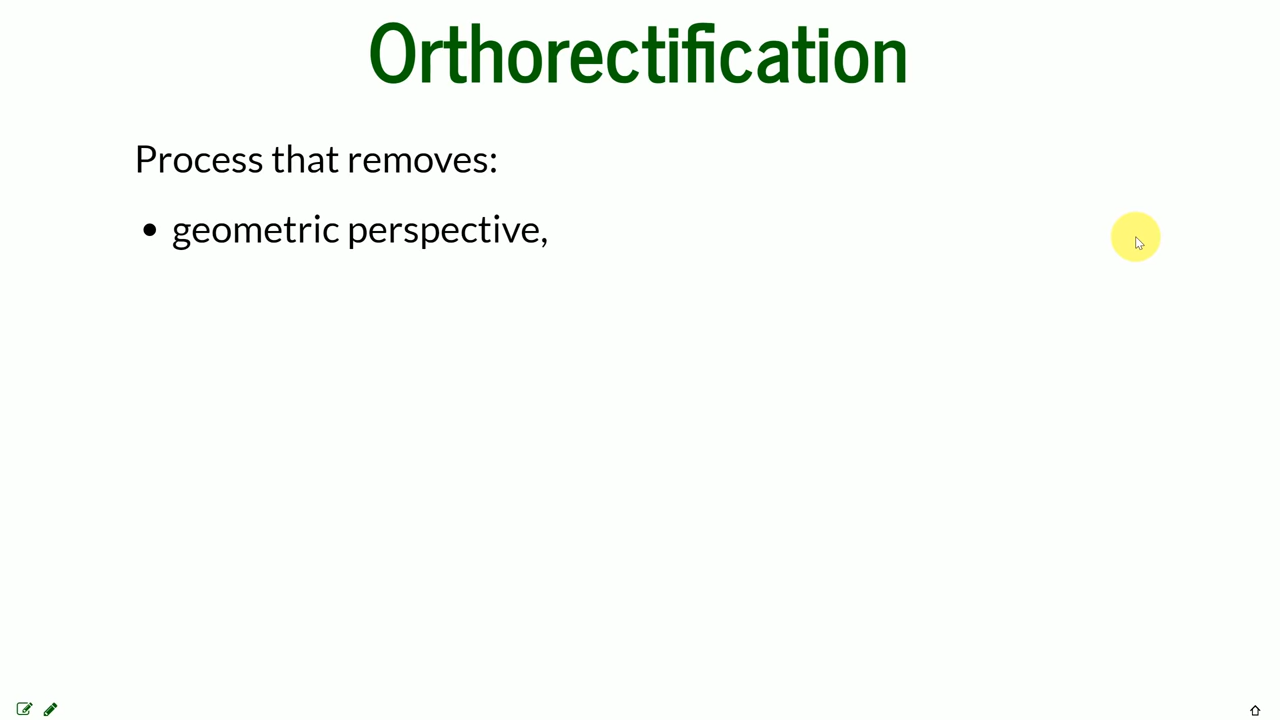 Orthorectification
Process that removes:
• geometric perspective,